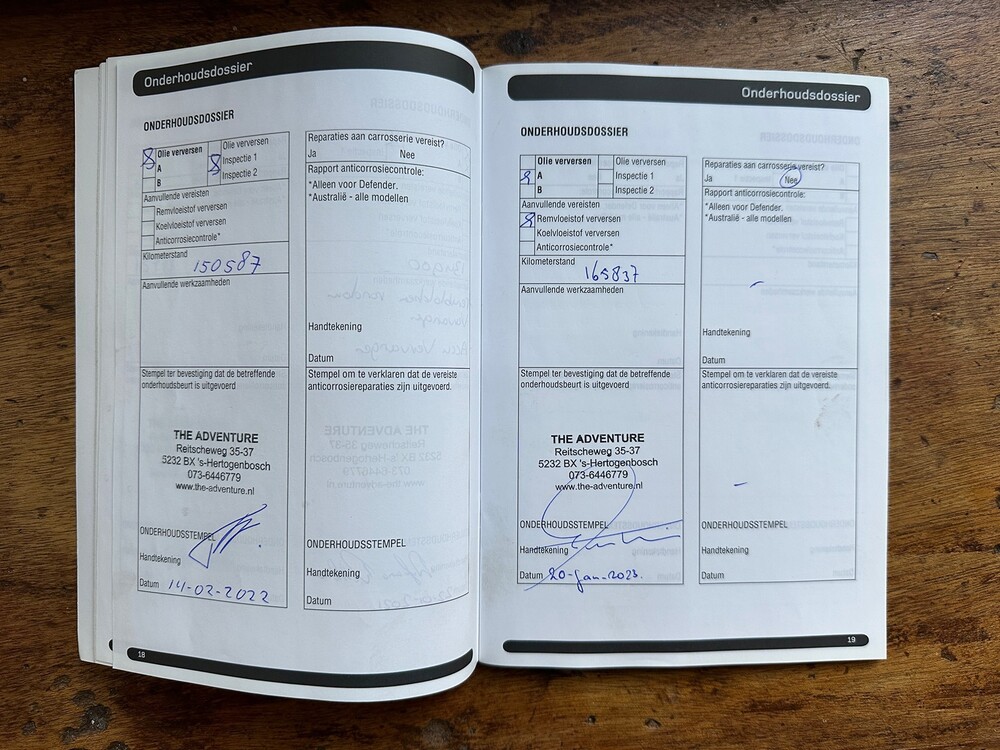 Onderhoudsdossier
ONDERHOUDSDOSSIER
Olie verversen
A
B
Olie verversen
Inspectie 1
Inspectie 2
Aanvullende vereisten
Remvloeistof verversen
Koelvloeistof verversen
Anticorrosiecontrole*
Kilometerstand
150587
Aanvullende werkzaamheden
Stempel ter bevestiging dat de betreffende
onderhoudsbeurt is uitgevoerd
THE ADVENTURE
Reitscheweg 35-37
5232 BX 's-Hertogenbosch
073-6446779
www.the-adventure.nl
ONDERHOUDSSTEMPEL
Handtekening
Datum 14-02-2022
Reparaties aan carrosserie vereist?
Ja Nee
Rapport anticorrosiecontrole:
*Alleen voor Defender.
*Australië - alle modellen
Handtekening
Datum
Stempel om te verklaren dat de vereiste
anticorrosiereparaties zijn uitgevoerd.
ONDERHOUDSSTEMPEL
Handtekening
Datum
18
Onderhoudsdossier
ONDERHOUDSDOSSIER
Olie verversen
A
B
Olie verversen
Inspectie 1
Inspectie 2
Aanvullende vereisten
Remvloeistof verversen
Koelvloeistof verversen
Anticorrosiecontrole*
Kilometerstand
165837
Aanvullende werkzaamheden
Stempel ter bevestiging dat de betreffende
onderhoudsbeurt is uitgevoerd
THE ADVENTURE
Reitscheweg 35-37
5232 BX 's-Hertogenbosch
073-6446779
www.the-adventure.nl
ONDERHOUDSSTEMPEL
Handtekening
Datum 20-Jan-2023.
Reparaties aan carrosserie vereist?
Ja Nee
Rapport anticorrosiecontrole:
*Alleen voor Defender.
*Australië - alle modellen
Handtekening
Datum
Stempel om te verklaren dat de vereiste
anticorrosiereparaties zijn uitgevoerd.
ONDERHOUDSSTEMPEL
Handtekening
Datum
19